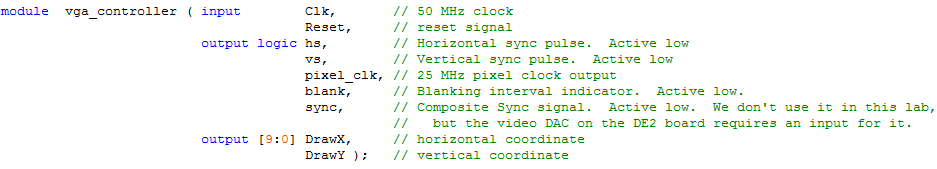 module  vga_controller ( input        Clk,       // 50 MHz clock
                                      Reset,     // reset signal
                         output logic hs,        // Horizontal sync pulse.  Active low
                                      vs,        // Vertical sync pulse.  Active low
                                      pixel_clk, // 25 MHz pixel clock output
                                      blank,     // Blanking interval indicator.  Active low.
                                      sync,      // Composite Sync signal.  Active low.  We don't use it in this lab,
                                                 //   but the video DAC on the DE2 board requires an input for it.
                         output [9:0] DrawX,     // horizontal coordinate
                                      DrawY );   // vertical coordinate